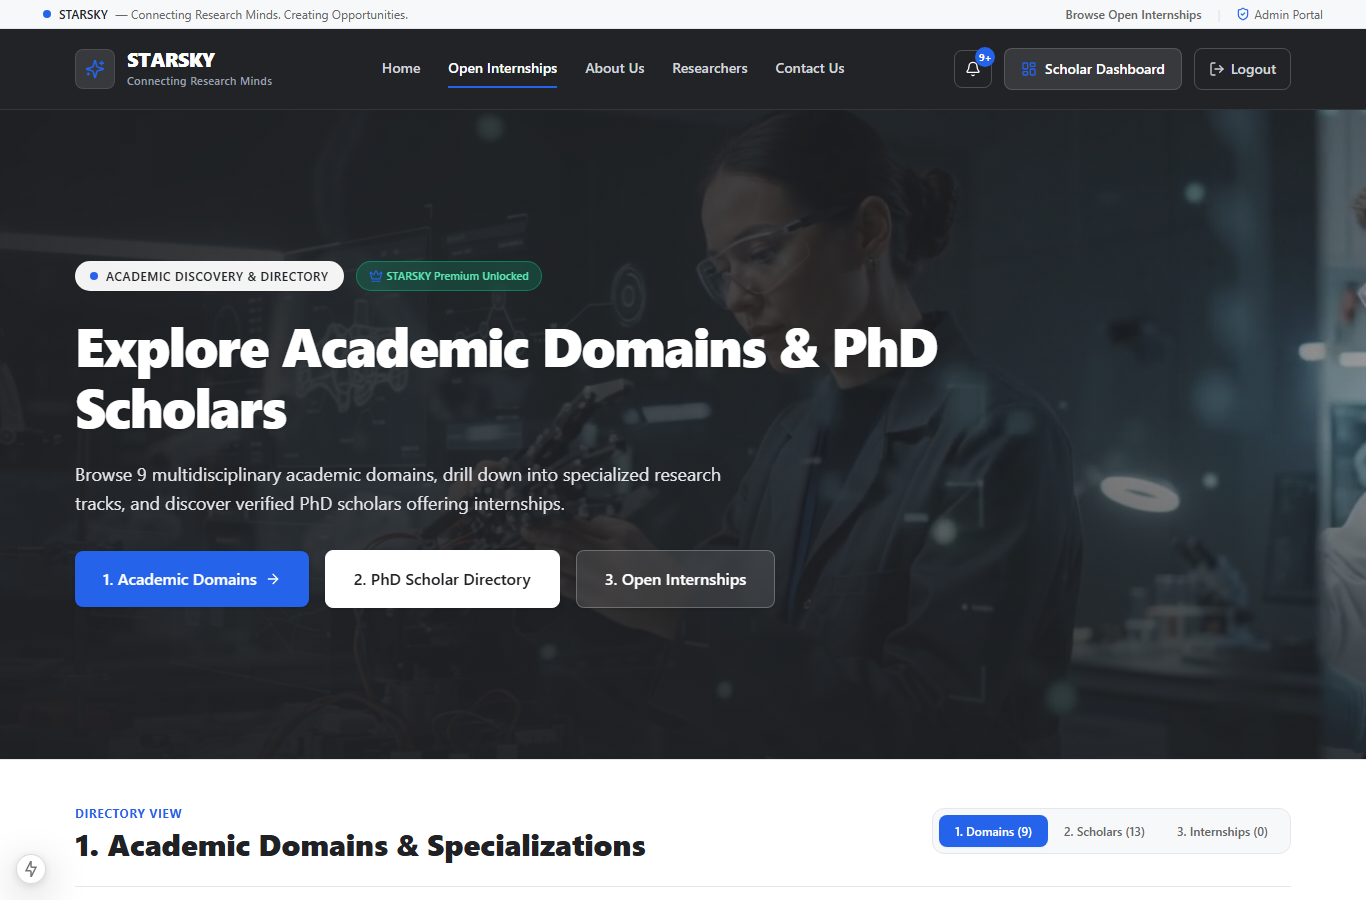 STARSKY — Connecting Research Minds. Creating Opportunities.
Browse Open Internships | Admin Portal
STARSKY
Connecting Research Minds
Home
Open Internships
About Us
Researchers
Contact Us
9+
Scholar Dashboard
Logout
ACADEMIC DISCOVERY & DIRECTORY
STARSKY Premium Unlocked
Explore Academic Domains & PhD
Scholars
Browse 9 multidisciplinary academic domains, drill down into specialized research
tracks, and discover verified PhD scholars offering internships.
1. Academic Domains →
2. PhD Scholar Directory
3. Open Internships
DIRECTORY VIEW
1. Academic Domains & Specializations
1. Domains (9)
2. Scholars (13)
3. Internships (0)